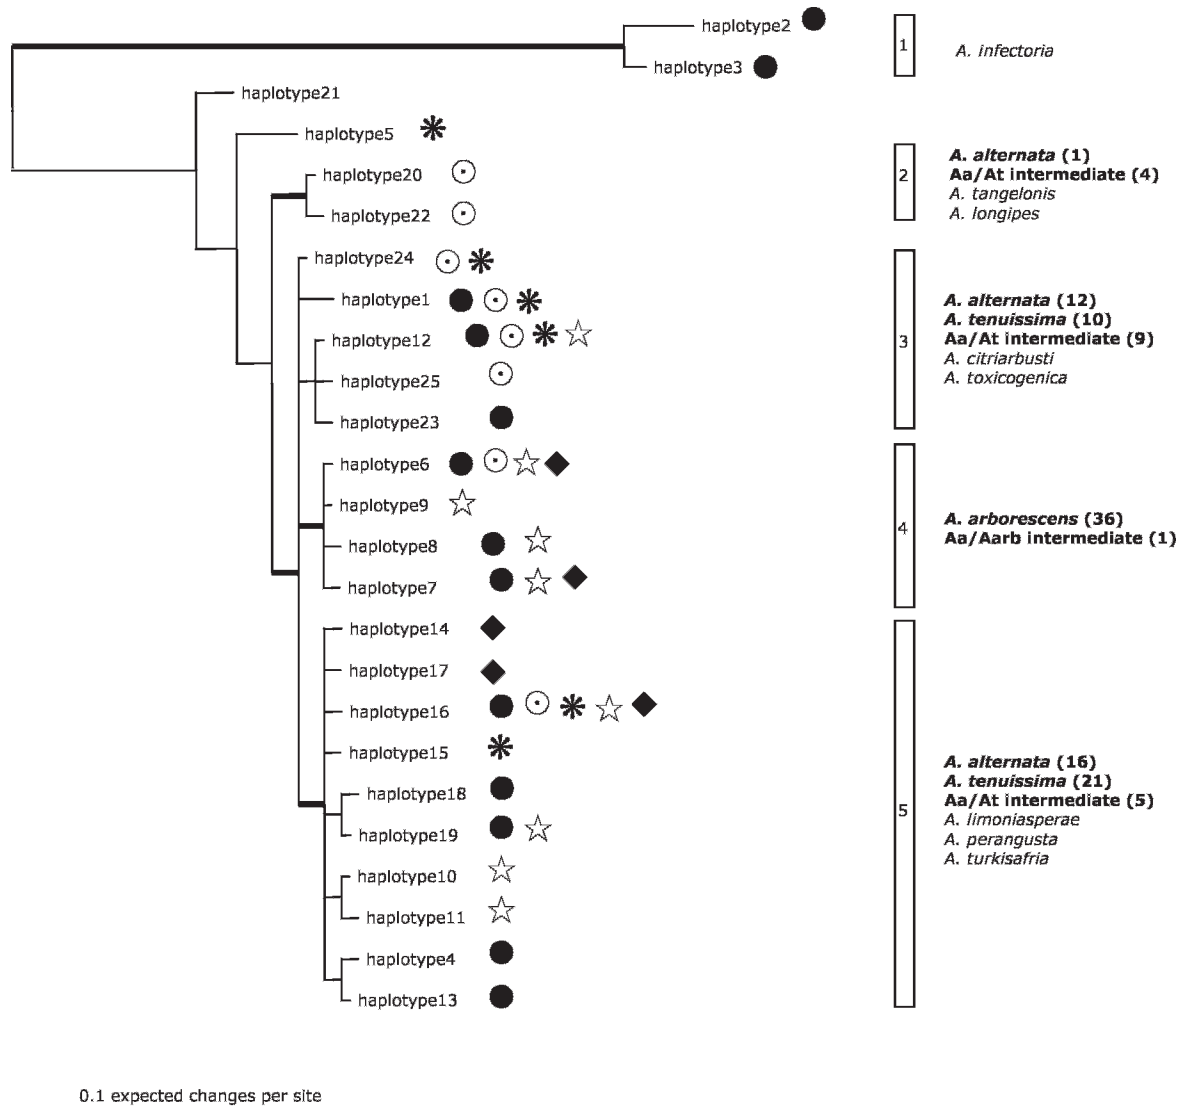 haplotype2
haplotype3
1
A. infectoria
haplotype21
haplotype5
haplotype20
haplotype22
2
A. alternata (1)
Aa/At intermediate (4)
A. tangelonis
A. longipes
haplotype24
haplotype1
haplotype12
haplotype25
haplotype23
3
A. alternata (12)
A. tenuissima (10)
Aa/At intermediate (9)
A. citriarbusti
A. toxicogenica
haplotype6
haplotype9
haplotype8
haplotype7
4
A. arborescens (36)
Aa/Aarb intermediate (1)
haplotype14
haplotype17
haplotype16
haplotype15
haplotype18
haplotype19
haplotype10
haplotype11
haplotype4
haplotype13
5
A. alternata (16)
A. tenuissima (21)
Aa/At intermediate (5)
A. limoniasperae
A. perangusta
A. turkisafria
0.1 expected changes per site